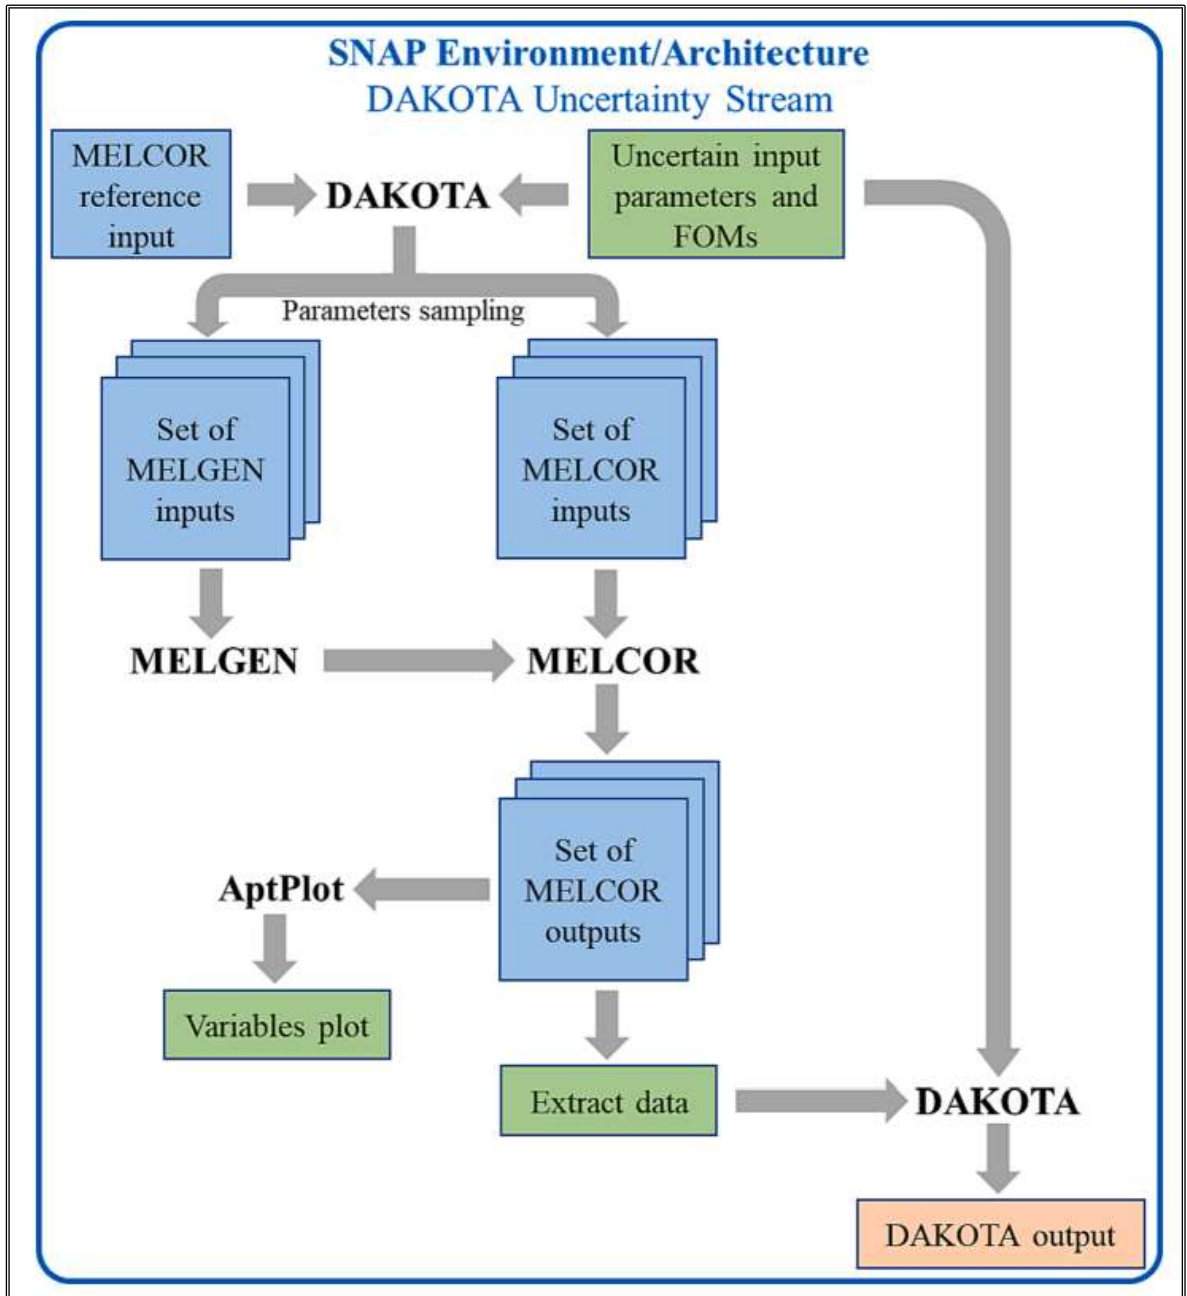 SNAP Environment/Architecture
DAKOTA Uncertainty Stream
MELCOR
reference
input
DAKOTA
Uncertain input
parameters and
FOMs
Parameters sampling
Set of
MELGEN
inputs
Set of
MELCOR
inputs
MELGEN
MELCOR
Set of
MELCOR
outputs
AptPlot
Variables plot
Extract data
DAKOTA
DAKOTA output